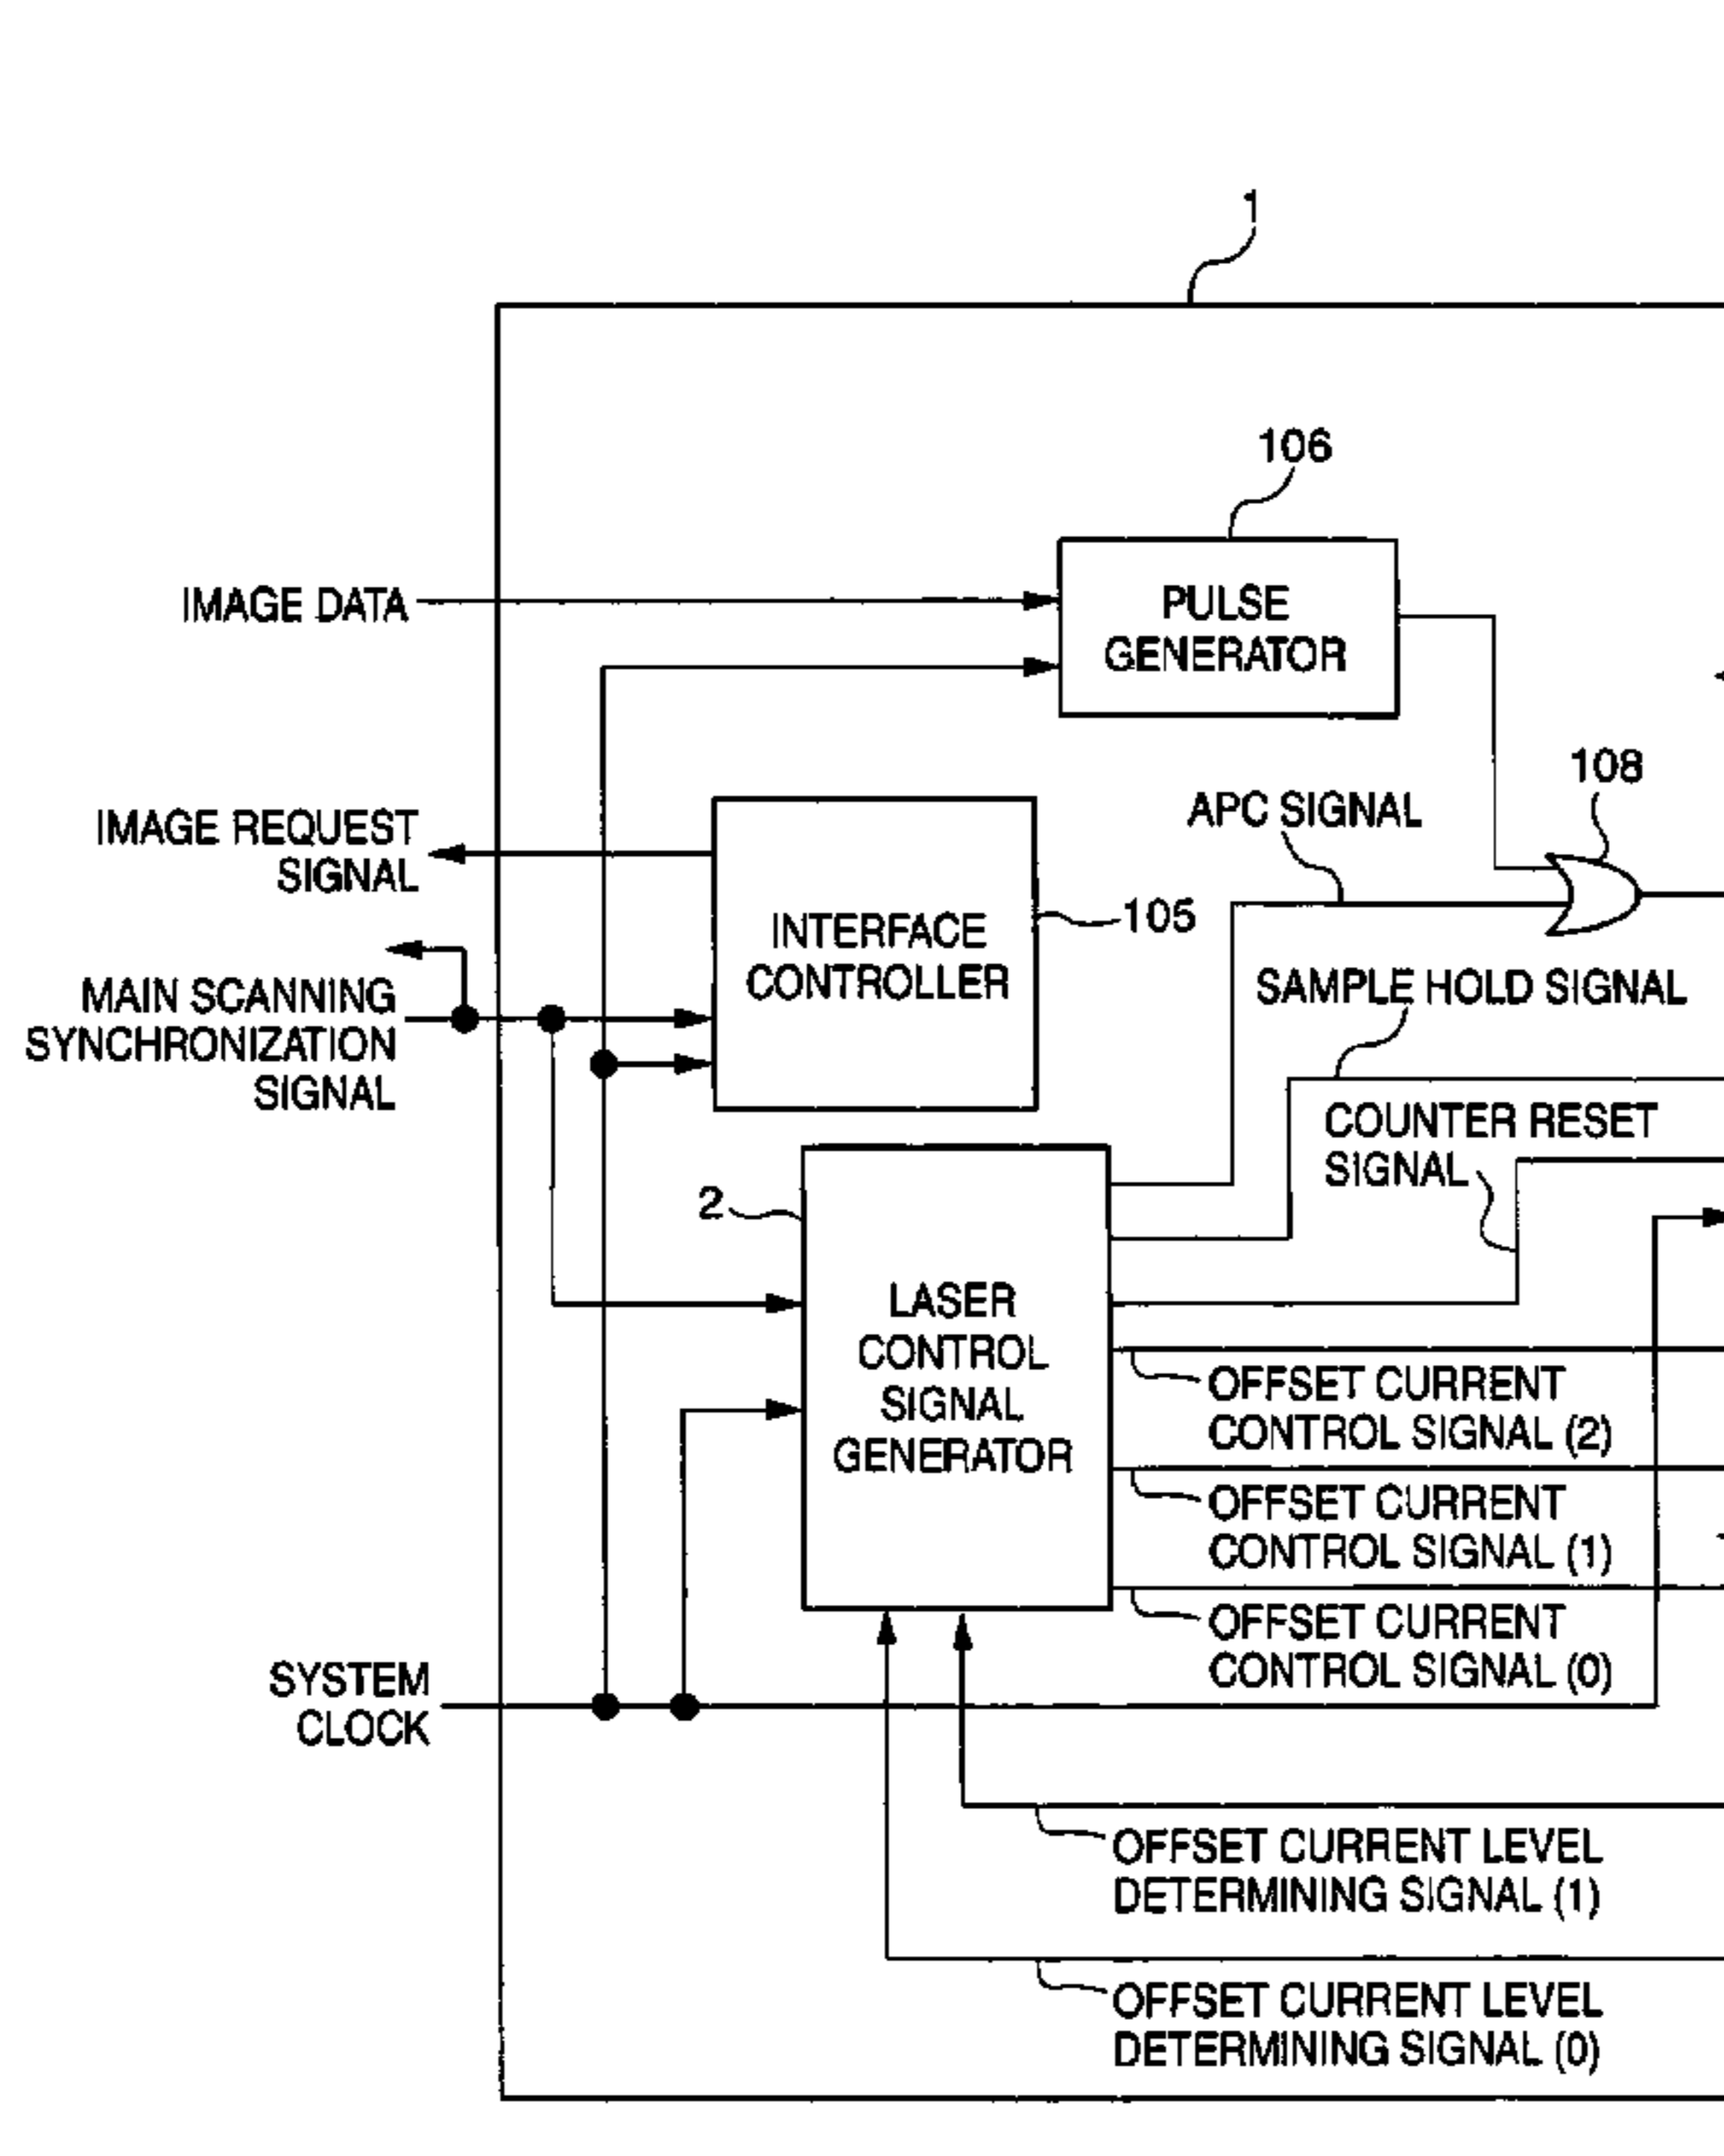 1
106
IMAGE DATA
PULSE
GENERATOR
108
APC SIGNAL
IMAGE REQUEST
SIGNAL
INTERFACE
CONTROLLER
105
MAIN SCANNING
SYNCHRONIZATION
SIGNAL
SAMPLE HOLD SIGNAL
COUNTER RESET
SIGNAL
2
LASER
CONTROL
SIGNAL
GENERATOR
OFFSET CURRENT
CONTROL SIGNAL (2)
OFFSET CURRENT
CONTROL SIGNAL (1)
OFFSET CURRENT
CONTROL SIGNAL (0)
SYSTEM
CLOCK
OFFSET CURRENT LEVEL
DETERMINING SIGNAL (1)
OFFSET CURRENT LEVEL
DETERMINING SIGNAL (0)